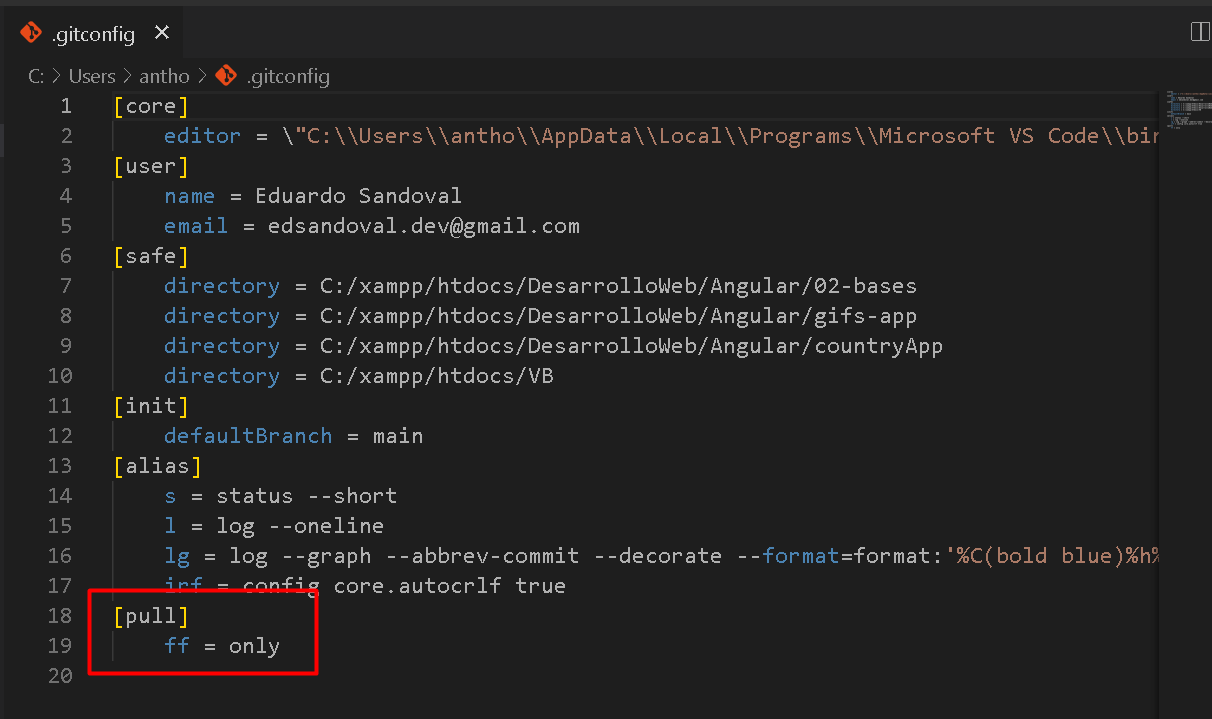 .gitconfig ×
C: > Users > antho > .gitconfig
1 [core]
2 editor = \"C:\\Users\\antho\\AppData\\Local\\Programs\\Microsoft VS Code\\bin
3 [user]
4 name = Eduardo Sandoval
5 email = edsandoval.dev@gmail.com
6 [safe]
7 directory = C:/xampp/htdocs/DesarrolloWeb/Angular/02-bases
8 directory = C:/xampp/htdocs/DesarrolloWeb/Angular/gifs-app
9 directory = C:/xampp/htdocs/DesarrolloWeb/Angular/countryApp
10 directory = C:/xampp/htdocs/VB
11 [init]
12 defaultBranch = main
13 [alias]
14 s = status --short
15 l = log --oneline
16 lg = log --graph --abbrev-commit --decorate --format=format:'%C(bold blue)%h%
17 irf = config core.autocrlf true
18 [pull]
19 ff = only
20